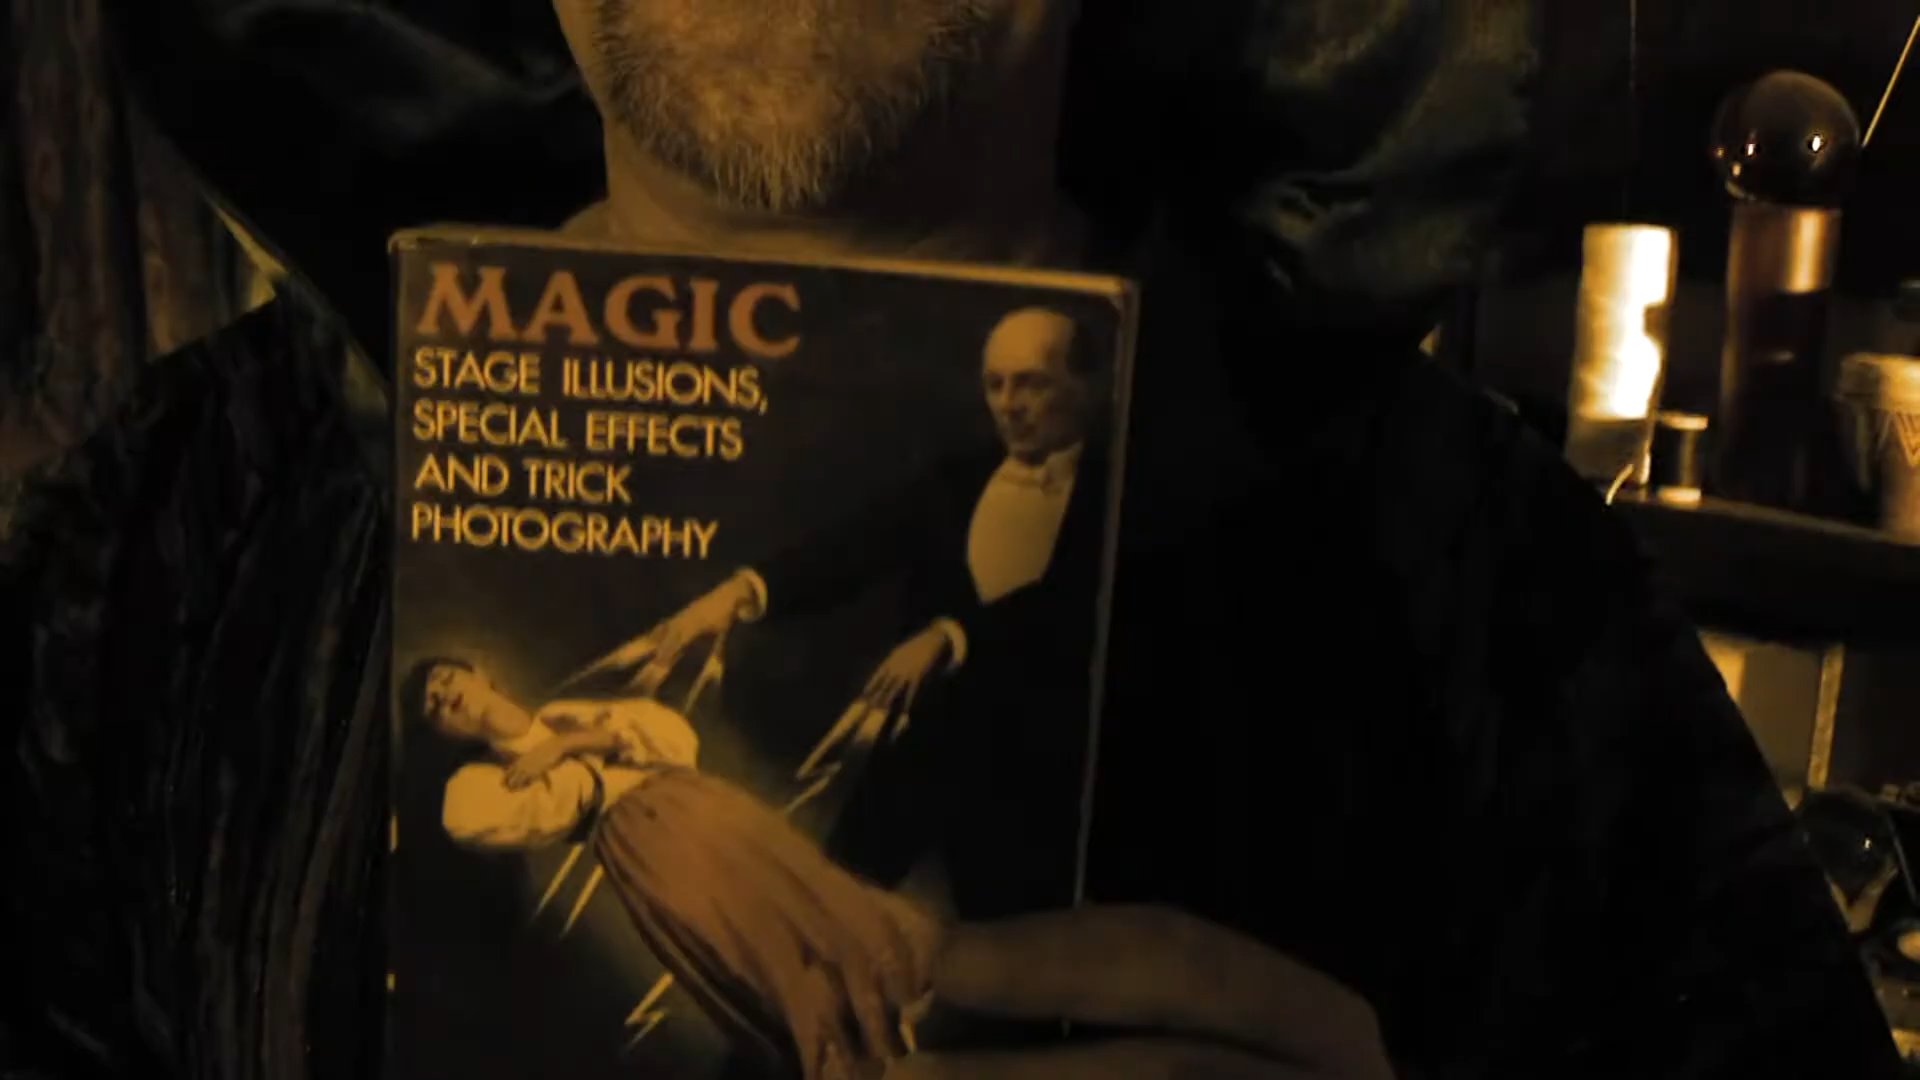 MAGIC
STAGE ILLUSIONS,
SPECIAL EFFECTS
AND TRICK
PHOTOGRAPHY